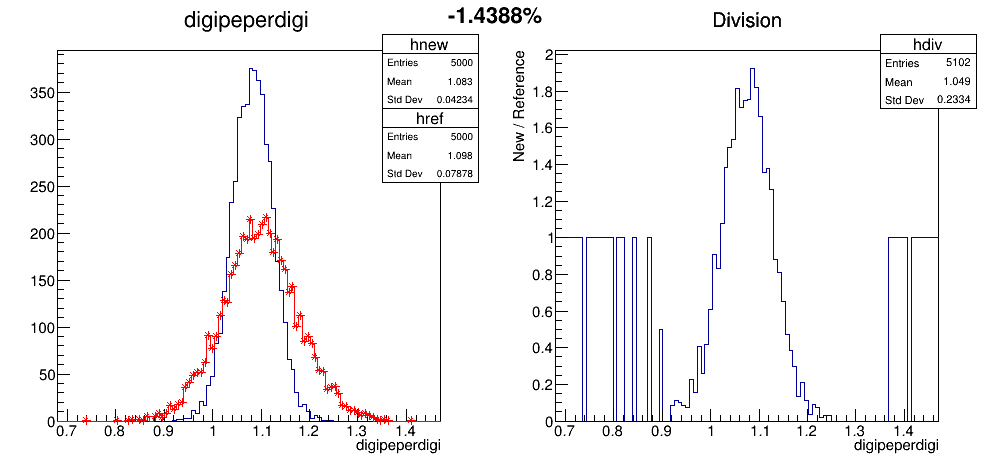 digipeperdigi
-1.4388%
Division
hnew
Entries 5000
Mean 1.083
Std Dev 0.04234
href
Entries 5000
Mean 1.098
Std Dev 0.07878
350
300
250
200
150
100
50
0
0.7 0.8 0.9 1 1.1 1.2 1.3 1.4
digipeperdigi
hdiv
Entries 5102
Mean 1.049
Std Dev 0.2334
New / Reference
2
1.8
1.6
1.4
1.2
1
0.8
0.6
0.4
0.2
0
0.7 0.8 0.9 1 1.1 1.2 1.3 1.4
digipeperdigi